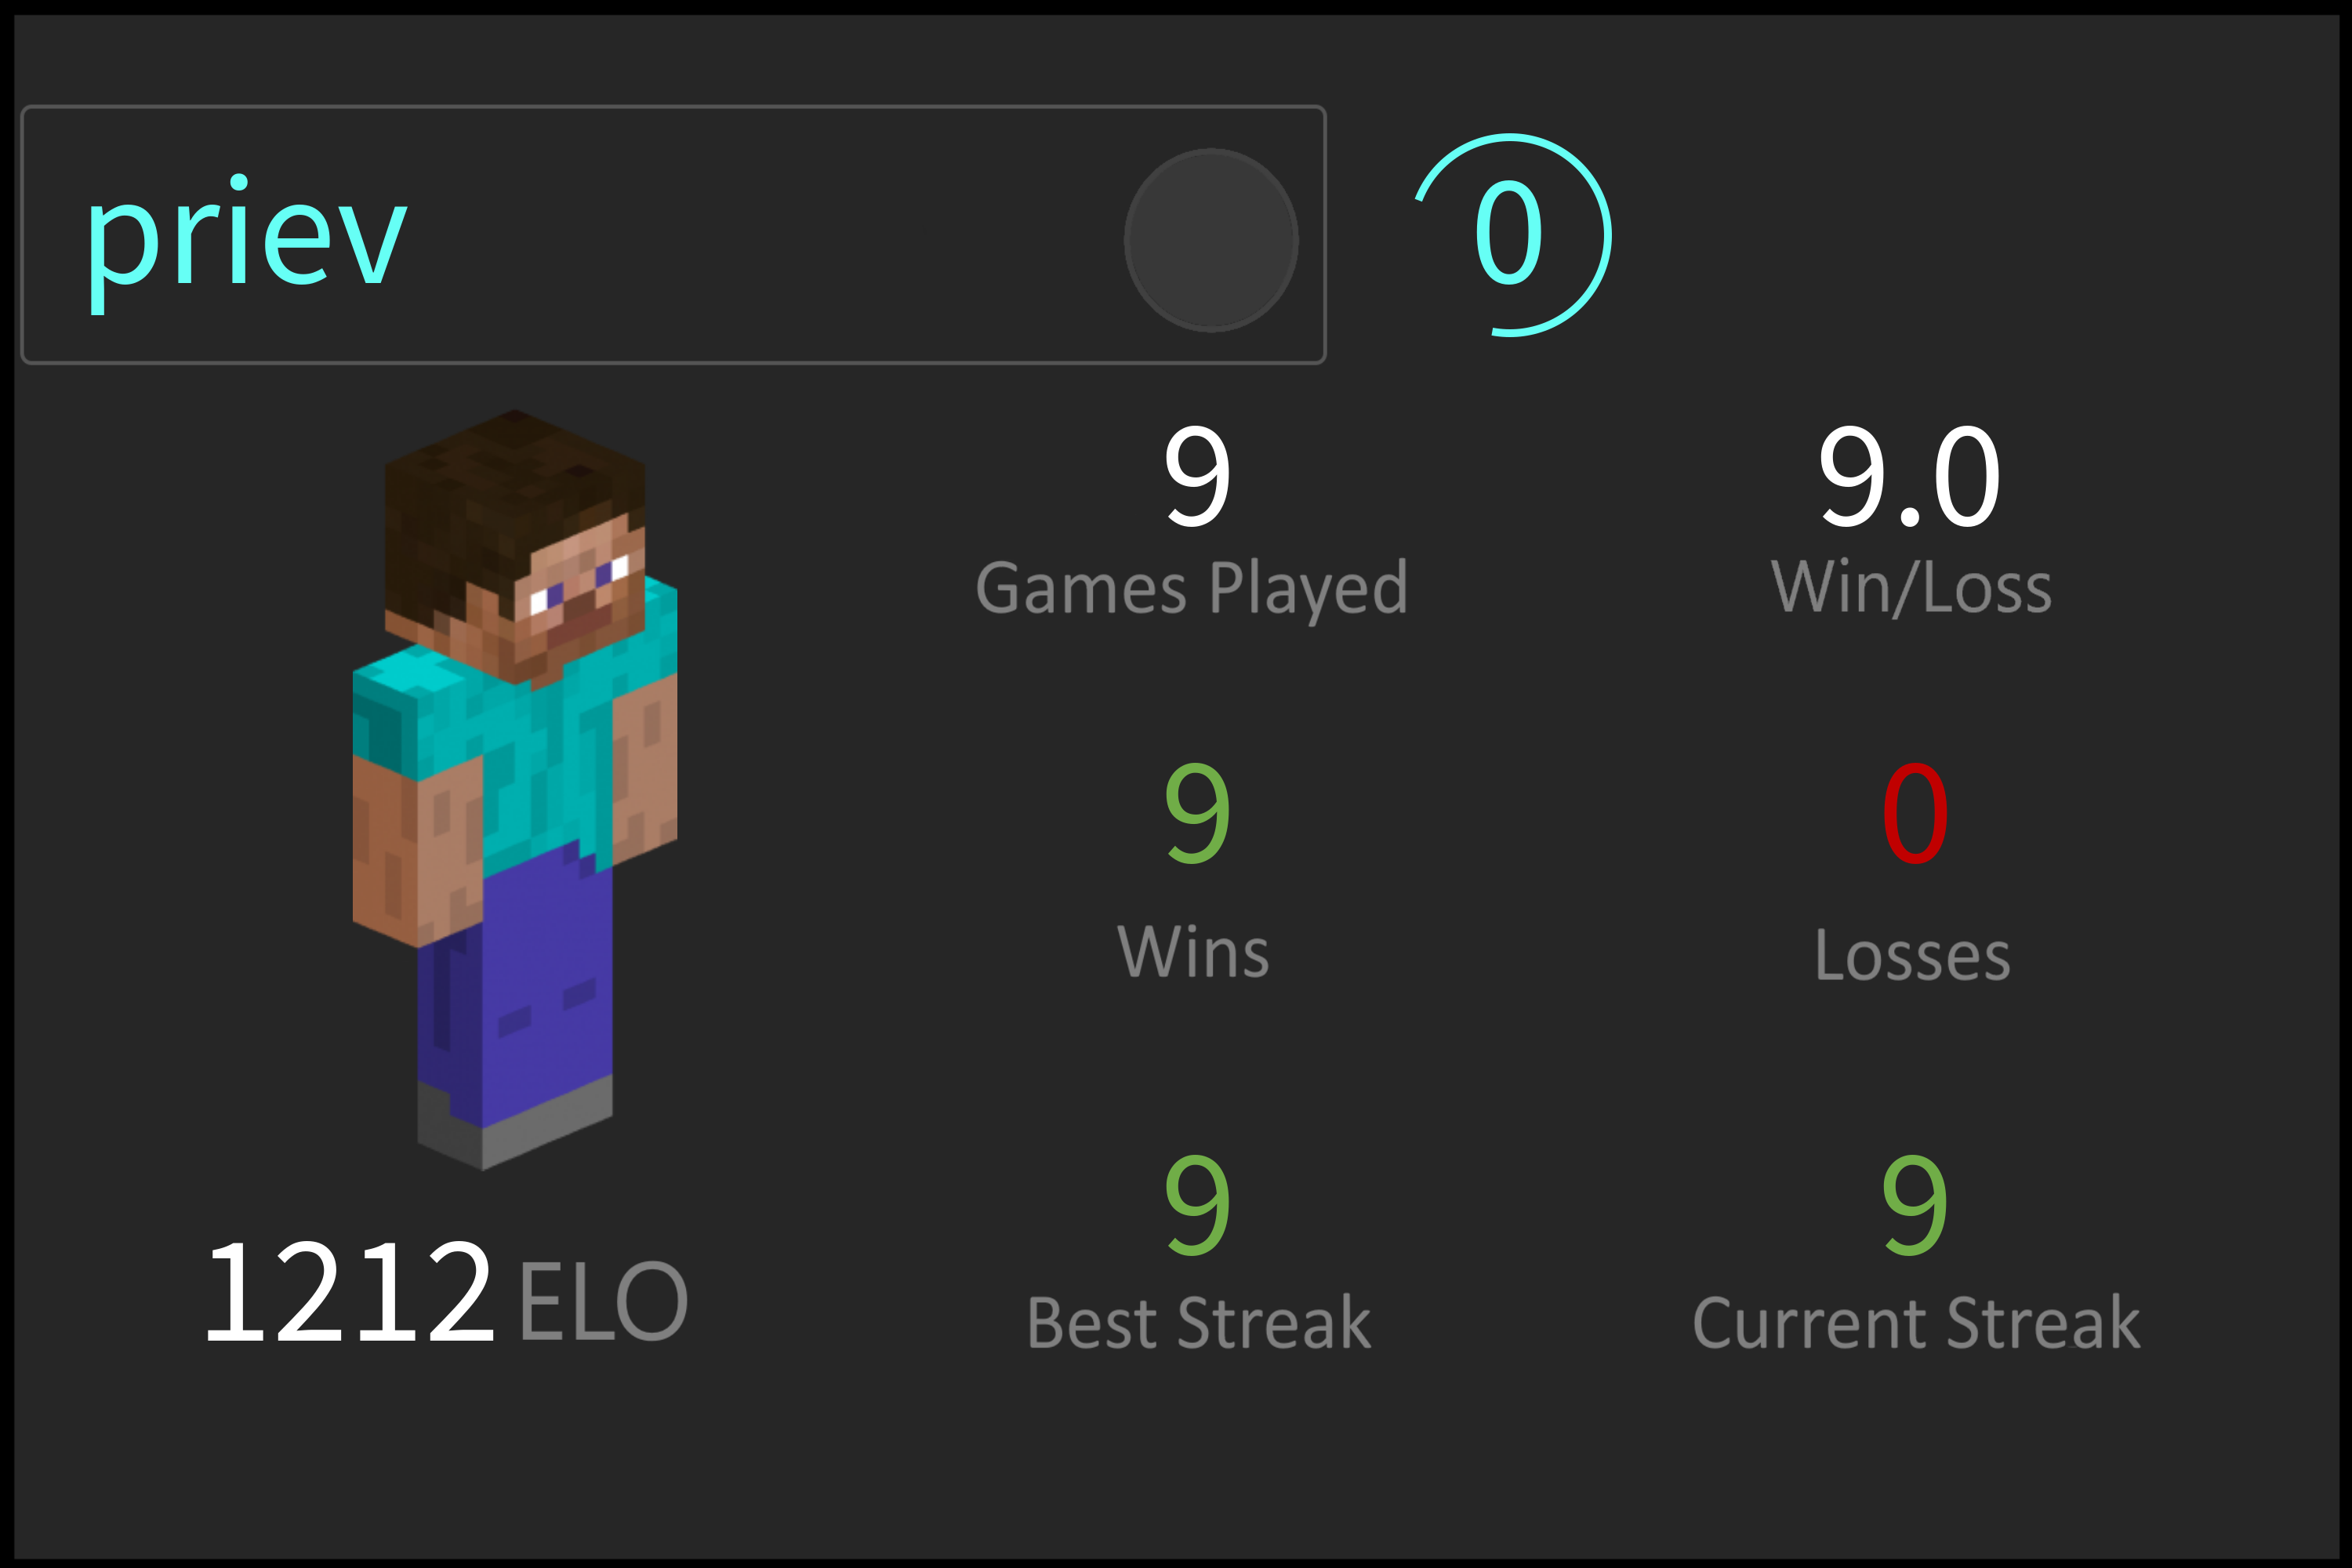 priev
0
9
9.0
Games Played
Win/Loss
9
0
Wins
Losses
9
9
1212 ELO
Best Streak
Current Streak